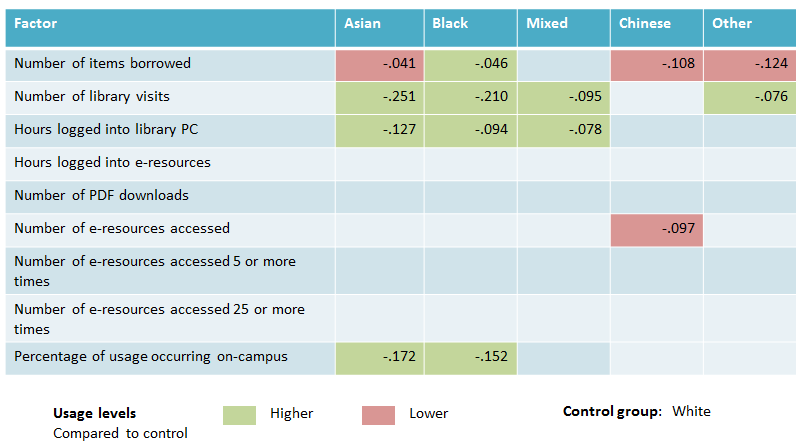 Factor Asian Black Mixed Chinese Other
Number of items borrowed -.041 -.046 -.108 -.124
Number of library visits -.251 -.210 -.095 -.076
Hours logged into library PC -.127 -.094 -.078
Hours logged into e-resources
Number of PDF downloads
Number of e-resources accessed -.097
Number of e-resources accessed 5 or more
times
Number of e-resources accessed 25 or more
times
Percentage of usage occurring on-campus -.172 -.152
Usage levels Higher Lower Control group: White
Compared to control